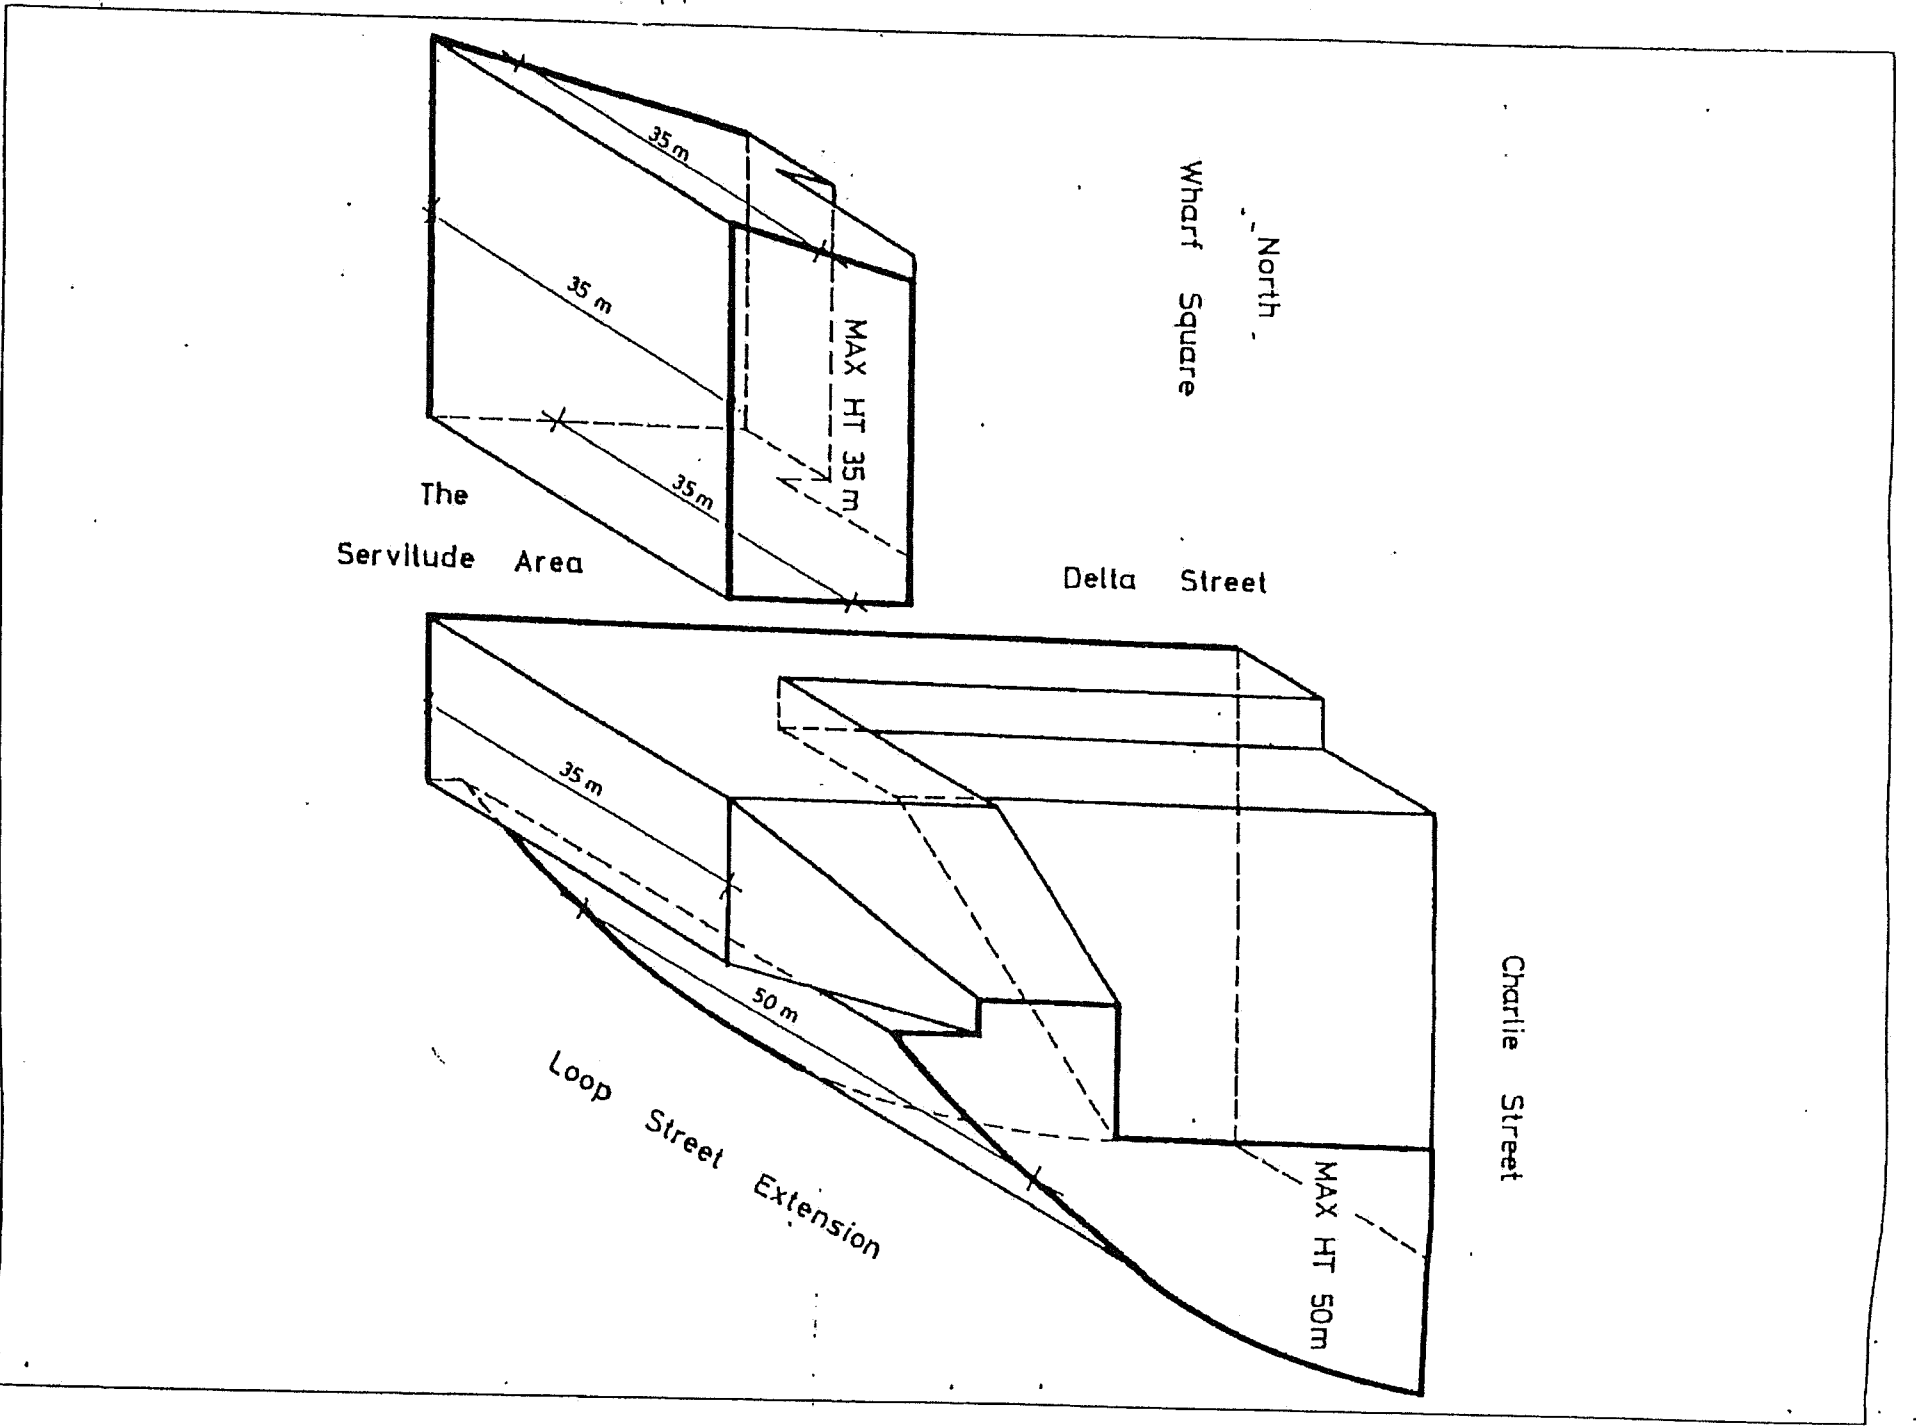 35 m
Wharf Square
- North -
35 m
MAX HT 35 m
35 m
The
Servitude Area
Delta Street
35 m
50 m
Loop Street Extension
Charlie Street
MAX HT 50m